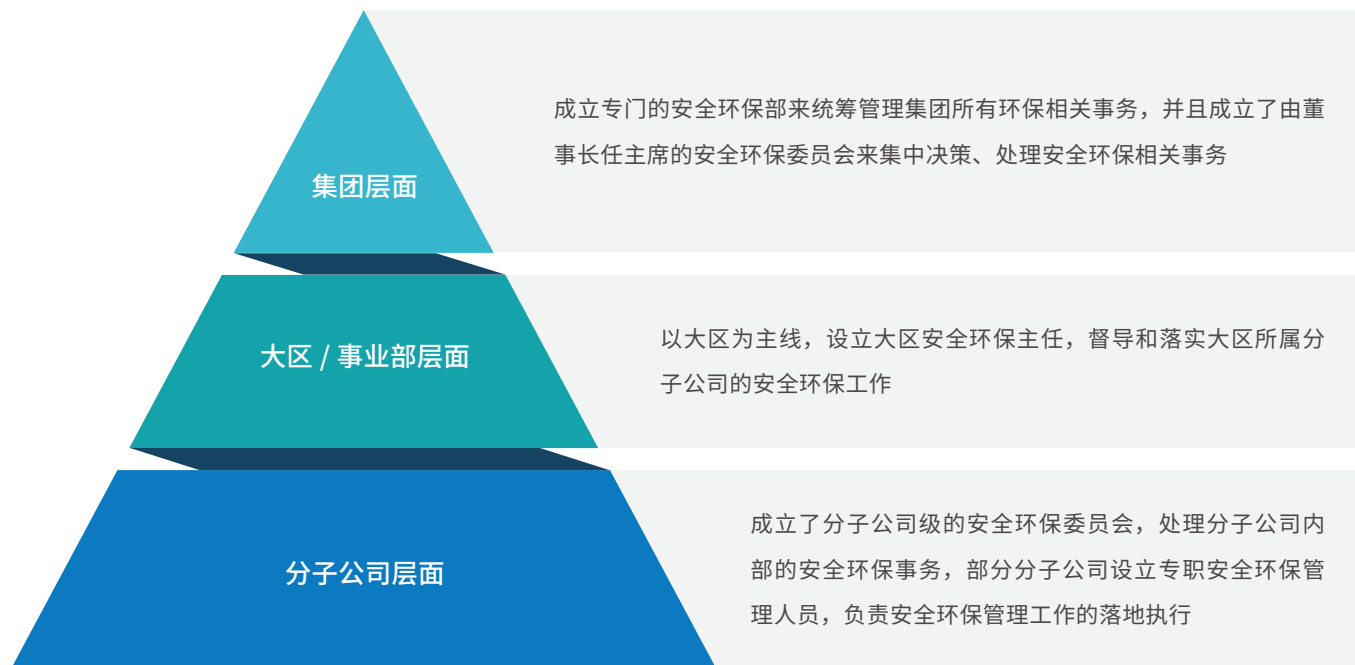 成立专门的安全环保部来统筹管理集团所有环保相关事务，并且成立了由董
事长任主席的安全环保委员会来集中决策、处理安全环保相关事务
集团层面
以大区为主线，设立大区安全环保主任，督导和落实大区所属分
子公司的安全环保工作
大区 / 事业部层面
成立了分子公司级的安全环保委员会，处理分子公司内
部的安全环保事务，部分分子公司设立专职安全环保管
理人员，负责安全环保管理工作的落地执行
分子公司层面